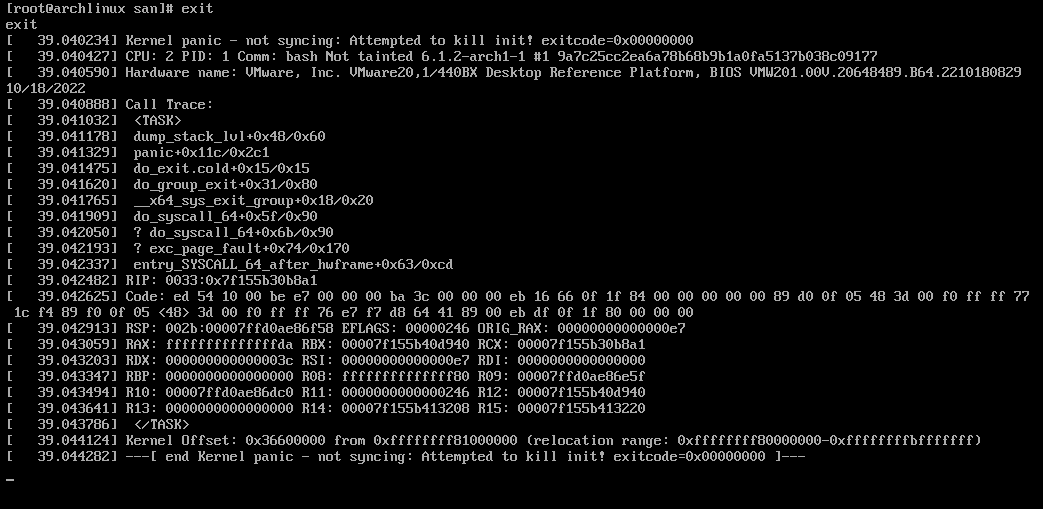 [root@archlinux san]# exit
exit
[   39.040234] Kernel panic - not syncing: Attempted to kill init! exitcode=0x00000000
[   39.040427] CPU: 2 PID: 1 Comm: bash Not tainted 6.1.2-arch1-1 #1 9a7c25cc2ea6a78b68b9b1a0fa5137b038c09177
[   39.040590] Hardware name: VMware, Inc. VMware20,1/440BX Desktop Reference Platform, BIOS VMW201.00V.20648489.B64.2210180829
10/18/2022
[   39.040888] Call Trace:
[   39.041032]  <TASK>
[   39.041178]  dump_stack_lvl+0x48/0x60
[   39.041329]  panic+0x11c/0x2c1
[   39.041475]  do_exit.cold+0x15/0x15
[   39.041620]  do_group_exit+0x31/0x80
[   39.041765]  __x64_sys_exit_group+0x18/0x20
[   39.041909]  do_syscall_64+0x5f/0x90
[   39.042050]  ? do_syscall_64+0x6b/0x90
[   39.042193]  ? exc_page_fault+0x74/0x170
[   39.042337]  entry_SYSCALL_64_after_hwframe+0x63/0xcd
[   39.042482] RIP: 0033:0x7f155b30b8a1
[   39.042625] Code: ed 54 10 00 be e7 00 00 00 ba 3c 00 00 00 eb 16 66 0f 1f 84 00 00 00 00 00 89 d0 0f 05 48 3d 00 f0 ff ff 77
1c f4 89 f0 0f 05 <48> 3d 00 f0 ff ff 76 e7 f7 d8 64 41 89 00 eb df 0f 1f 80 00 00 00
[   39.042913] RSP: 002b:00007ffd0ae86f58 EFLAGS: 00000246 ORIG_RAX: 00000000000000e7
[   39.043059] RAX: ffffffffffffffda RBX: 00007f155b40d940 RCX: 00007f155b30b8a1
[   39.043203] RDX: 000000000000003c RSI: 00000000000000e7 RDI: 0000000000000000
[   39.043347] RBP: 0000000000000000 R08: ffffffffffffff80 R09: 00007ffd0ae86e5f
[   39.043494] R10: 00007ffd0ae86dc0 R11: 0000000000000246 R12: 00007f155b40d940
[   39.043641] R13: 0000000000000000 R14: 00007f155b413208 R15: 00007f155b413220
[   39.043786]  </TASK>
[   39.044124] Kernel Offset: 0x36600000 from 0xffffffff81000000 (relocation range: 0xffffffff80000000-0xffffffffbfffffff)
[   39.044282] ---[ end Kernel panic - not syncing: Attempted to kill init! exitcode=0x00000000 ]---